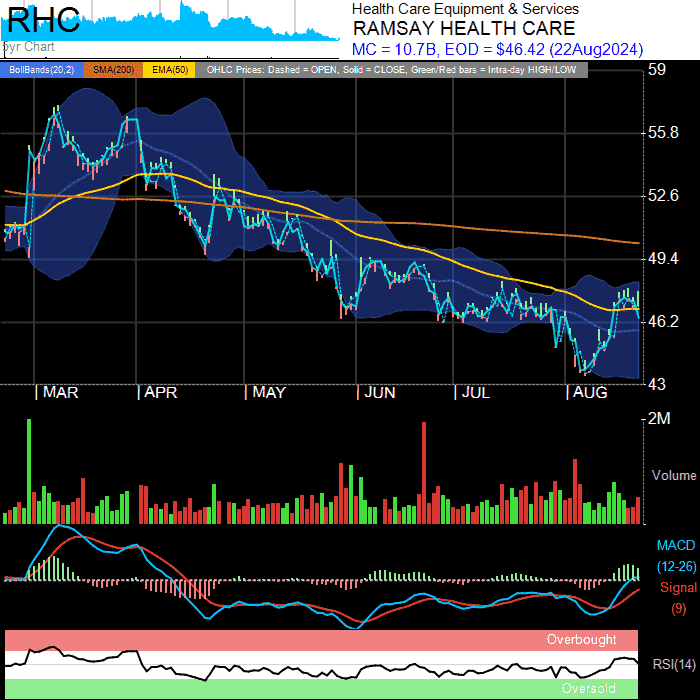 RHC
5yr Chart
Health Care Equipment & Services
RAMSAY HEALTH CARE
MC = 10.7B, EOD = $46.42 (22Aug2024)
BollBands(20,2) SMA(200) EMA(50) OHLC Prices: Dashed = OPEN, Solid = CLOSE, Green/Red bars = Intra-day HIGH/LOW
59
55.8
52.6
49.4
46.2
43
MAR APR MAY JUN JUL AUG
2M
Volume
MACD
(12-26)
Signal
(9)
Overbought
RSI(14)
Oversold